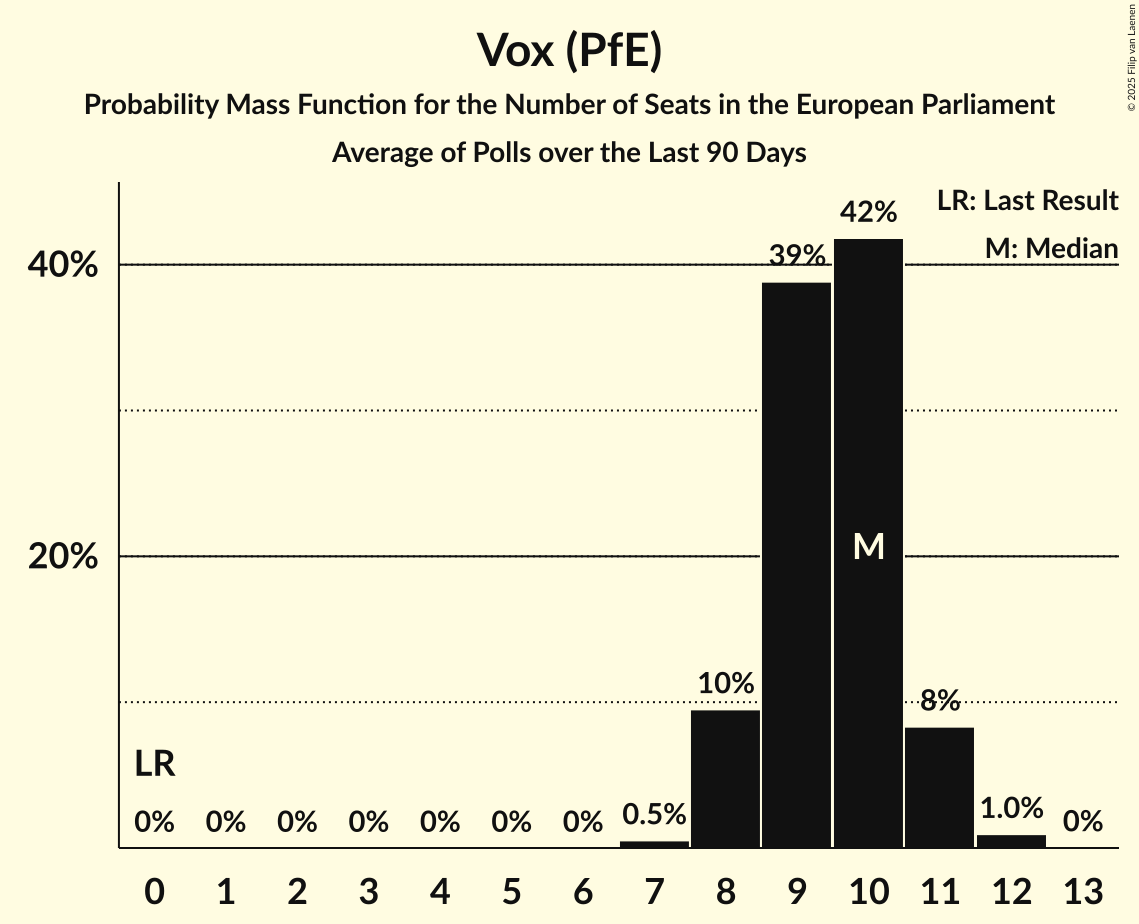 Vox (PfE)
Probability Mass Function for the Number of Seats in the European Parliament
Average of Polls over the Last 90 Days
© 2025 Filip van Laenen
LR: Last Result
M: Median
42%
39%
40%
M
20%
10%
8%
LR
0% 0% 0% 0% 0% 0% 0% 0.5% 1.0% 0%
0 1 2 3 4 5 6 7 8 9 10 11 12 13